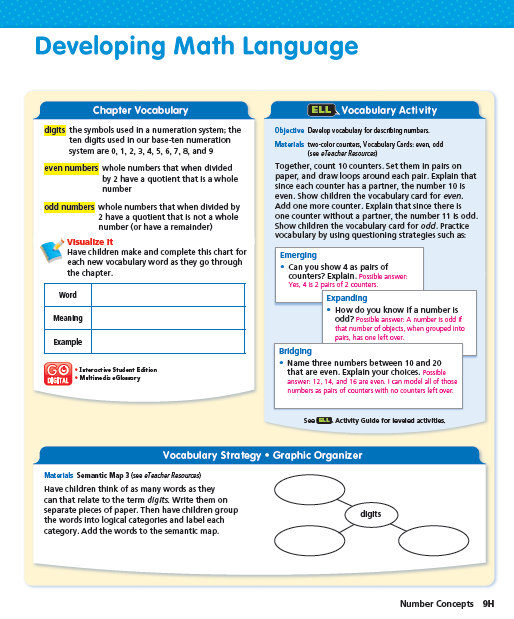 Developing Math Language
Chapter Vocabulary
digits the symbols used in a numeration system; the
ten digits used in our base-ten numeration
system are 0, 1, 2, 3, 4, 5, 6, 7, 8, and 9
even numbers whole numbers that when divided
by 2 have a quotient that is a whole
number
odd numbers whole numbers that when divided by
2 have a quotient that is not a whole
number (or have a remainder)
Visualize It
Have children make and complete this chart for
each new vocabulary word as they go through
the chapter.
Word
Meaning
Example
GO
DIGITAL
• Interactive Student Edition
• Multimedia eGlossary
ELL Vocabulary Activity
Objective Develop vocabulary for describing numbers.
Materials two-color counters, Vocabulary Cards: even, odd
(see eTeacher Resources)
Together, count 10 counters. Set them in pairs on
paper, and draw loops around each pair. Explain that
since each counter has a partner, the number 10 is
even. Show children the vocabulary card for even.
Add one more counter. Explain that since there is
one counter without a partner, the number 11 is odd.
Show children the vocabulary card for odd. Practice
vocabulary by using questioning strategies such as:
Emerging
• Can you show 4 as pairs of
counters? Explain. Possible answer:
Yes, 4 is 2 pairs of 2 counters.
Expanding
• How do you know if a number is
odd? Possible answer: A number is odd if
that number of objects, when grouped into
pairs, has one left over.
Bridging
• Name three numbers between 10 and 20
that are even. Explain your choices. Possible
answer: 12, 14, and 16 are even. I can model all of those
numbers as pairs of counters with no counters left over.
See ELL Activity Guide for leveled activities.
Vocabulary Strategy • Graphic Organizer
Materials Semantic Map 3 (see eTeacher Resources)
Have children think of as many words as they
can that relate to the term digits. Write them on
separate pieces of paper. Then have children group
the words into logical categories and label each
category. Add the words to the semantic map.
digits
Number Concepts 9H